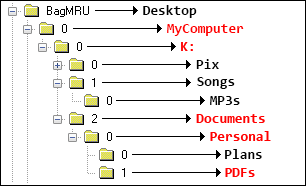 BagMRU Desktop
0 MyComputer
0 K:
0 Pix
1 Songs
0 MP3s
2 Documents
0 Personal
0 Plans
1 PDFs